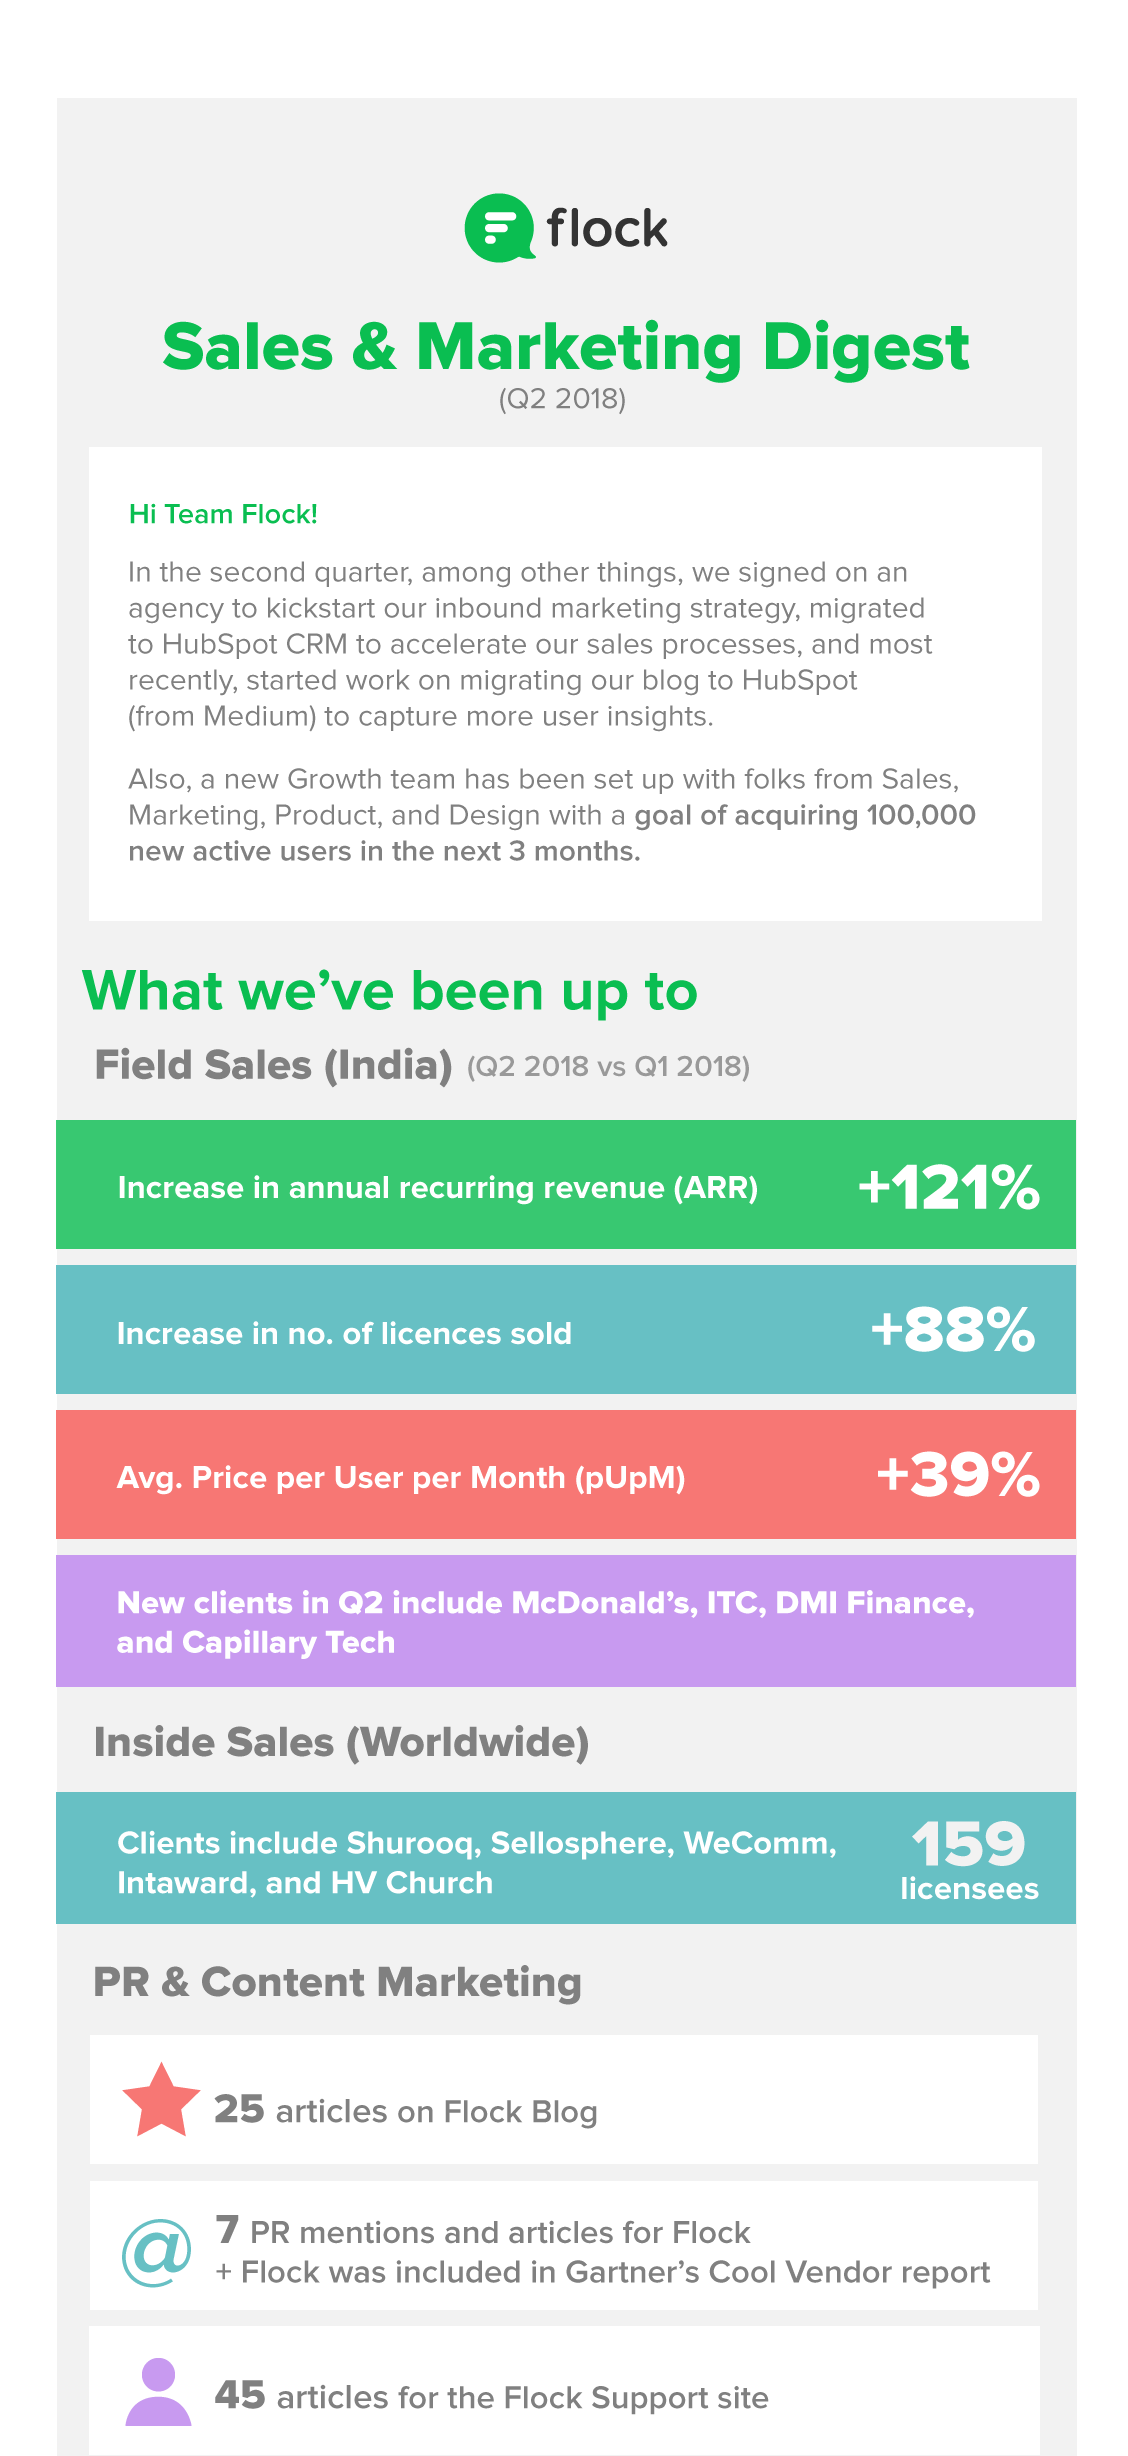 flock
Sales & Marketing Digest
(Q2 2018)
Hi Team Flock!
In the second quarter, among other things, we signed on an
agency to kickstart our inbound marketing strategy, migrated
to HubSpot CRM to accelerate our sales processes, and most
recently, started work on migrating our blog to HubSpot
(from Medium) to capture more user insights.
Also, a new Growth team has been set up with folks from Sales,
Marketing, Product, and Design with a goal of acquiring 100,000
new active users in the next 3 months.
What we’ve been up to
Field Sales (India) (Q2 2018 vs Q1 2018)
Increase in annual recurring revenue (ARR) +121%
Increase in no. of licences sold +88%
Avg. Price per User per Month (pUpM) +39%
New clients in Q2 include McDonald’s, ITC, DMI Finance,
and Capillary Tech
Inside Sales (Worldwide)
Clients include Shurooq, Sellosphere, WeComm,
Intaward, and HV Church
159
licensees
PR & Content Marketing
25 articles on Flock Blog
@
7 PR mentions and articles for Flock
+ Flock was included in Gartner’s Cool Vendor report
45 articles for the Flock Support site